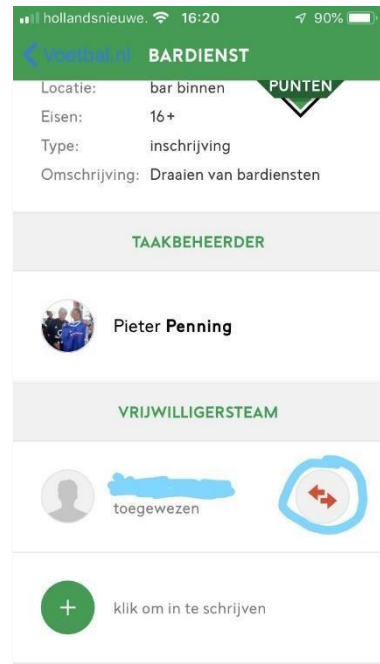 hollandsnieuwe. 16:20 90%
Voetbal.nl BARDIENST
PUNTEN
Locatie: bar binnen
Eisen: 16+
Type: inschrijving
Omschrijving: Draaien van bardiensten
TAAKBEHEERDER
Pieter Penning
VRIJWILLIGERSTEAM
toegewezen
+
klik om in te schrijven